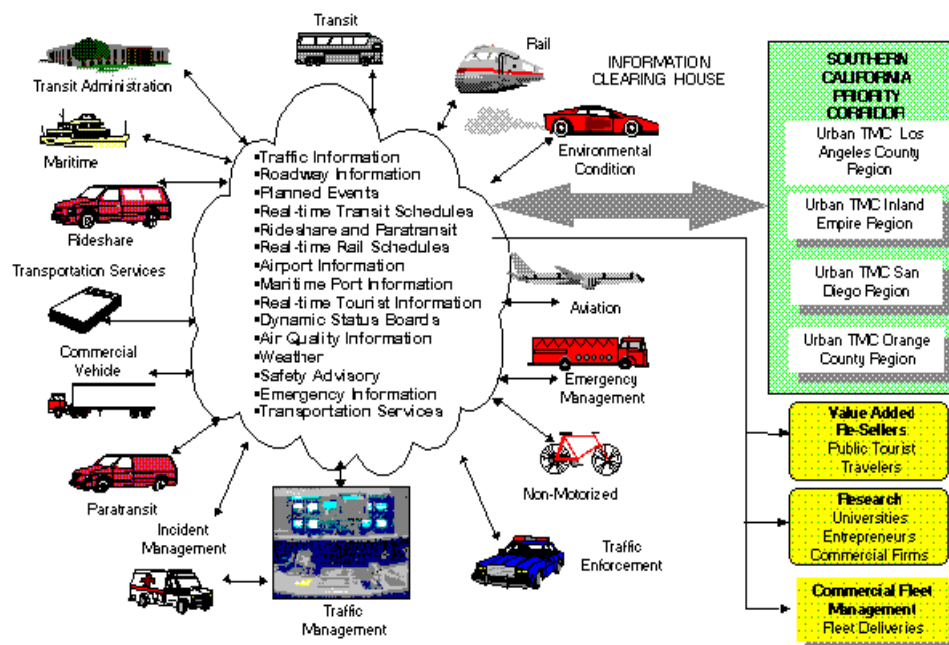 Transit
Rail
Transit Administration
INFORMATION
CLEARING HOUSE
SOUTHERN
CALIFORNIA
PRIORITY
CORRIDOR
Maritime
Environmental
Condition
Urban TMC Los
Angeles County
Region
Rideshare
•Traffic Information
•Roadway Information
•Planned Events
•Real-time Transit Schedules
•Rideshare and Paratransit
•Real-time Rail Schedules
•Airport Information
•Maritime Port Information
•Real-time Tourist Information
•Dynamic Status Boards
•Air Quality Information
•Weather
•Safety Advisory
•Emergency Information
•Transportation Services
Urban TMC Inland
Empire Region
Transportation Services
Aviation
Urban TMC San
Diego Region
Commercial
Vehicle
Emergency
Management
Urban TMC Orange
County Region
Paratransit
Non-Motorized
Value Added
Re-Sellers
Public Tourist
Travelers
Incident
Management
Traffic
Enforcement
Research
Universities
Entrepreneurs
Commercial Firms
Traffic
Management
Commercial Fleet
Management
Fleet Deliveries